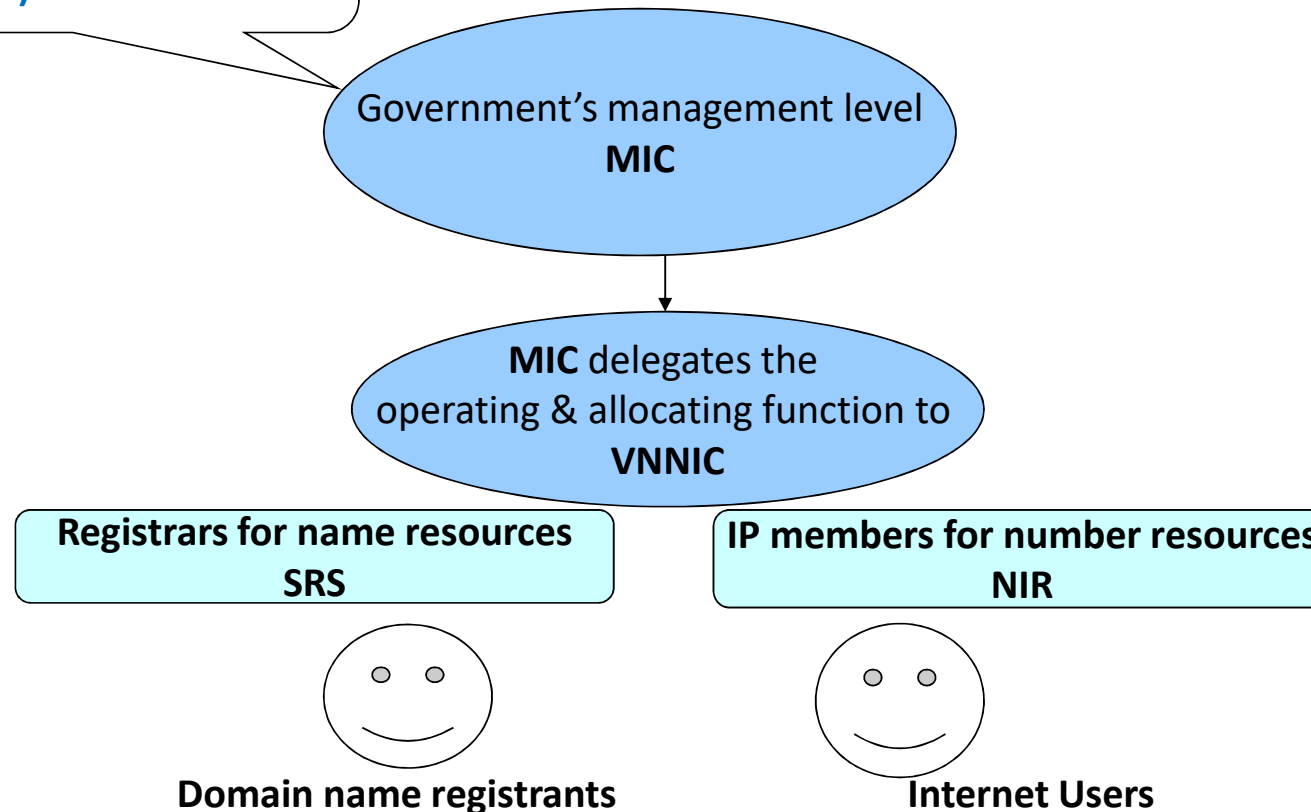 Government’s management level
MIC
MIC delegates the
operating & allocating function to
VNNIC
Registrars for name resources
SRS
IP members for number resources
NIR
Domain name registrants
Internet Users